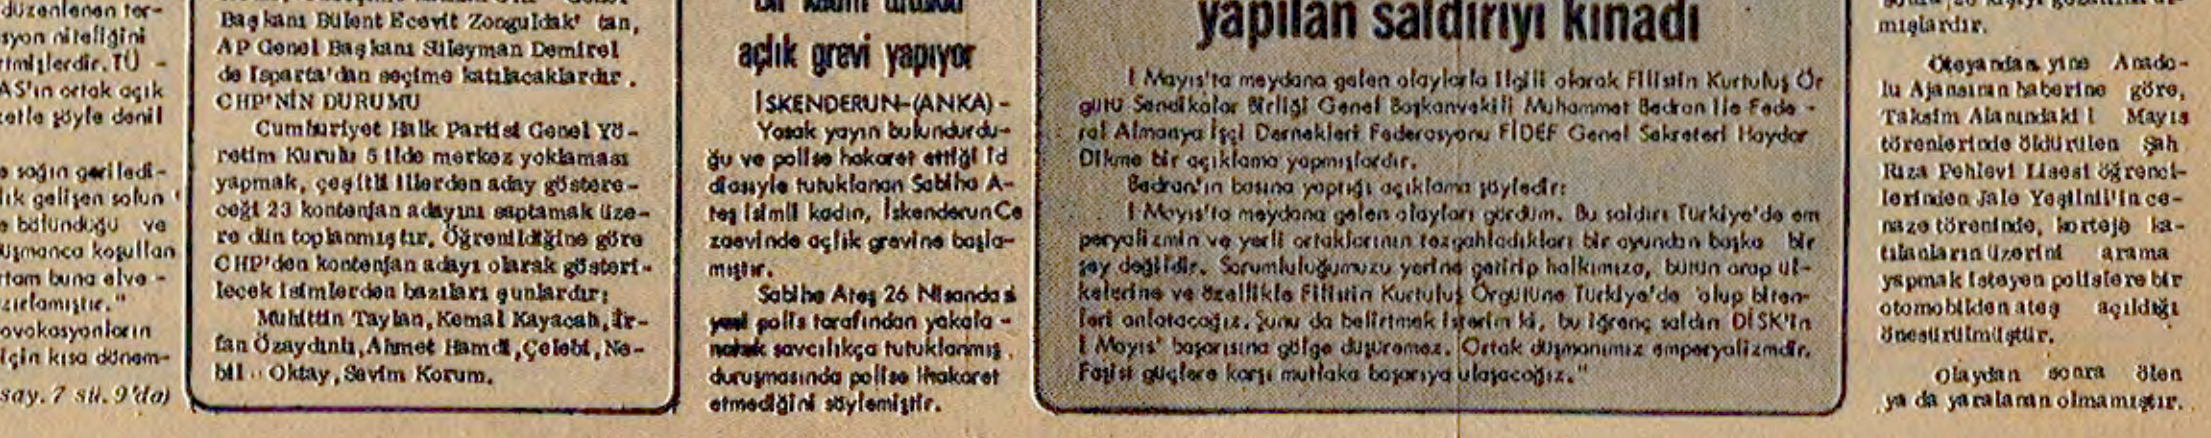 düzenlenen ter-
syon niteliğini
rmişlerdir. TÜ -
AS'ın ortak açık
şöyle denil
sağın geriledi-
lık gelişen solun
bölündüğü ve
düşmanca koşulları
buna elve -
zırlamıştır."
ovokasyonların
için kısa dönem-
say. 7 sü. 9'da)
Başkanı Bülent Ecevit Zonguldak' tan,
AP Genel Başkanı Süleyman Demirel
de Isparta'dan seçime katılacaklardır .
CHP'NİN DURUMU
Cumhuriyet Halk Partisi Genel Yö-
netim Kurulu 5 ilde merkez yoklaması
yapmak, çeşitli illerden aday göstere-
ceği 23 kontenjan adayını saptamak üze-
re dün toplanmıştır. Öğrenildiğine göre
CHP'den kontenjan adayı olarak gösteri-
lecek isimlerden bazıları şunlardır:
Muhittin Taylan, Kemal Kayacan, İr-
fan Özaydınlı, Ahmet Hamdi, Çelebi, Ne-
bil Oktay, Sevim Korum.
açlık grevi yapıyor
İSKENDERUN-(ANKA) -
Yasak yayın bulundurdu-
ğu ve polise hakaret ettiği id
diasıyle tutuklanan Sabiha A-
teş isimli kadın, İskenderun Ce
zaevinde açlık grevine başla-
mıştır.
Sabiha Ateş 26 Nisanda
polis tarafından yakala -
narak savcılıkça tutuklanmış ,
duruşmasında polise hakaret
etmediğini söylemiştir.
yapılan saldırıyı kınadı
1 Mayıs'ta meydana gelen olaylarla ilgili olarak Filistin Kurtuluş Ör
gütü Sendikalar Birliği Genel Başkanvekili Muhammet Bedran ile Fede -
ral Almanya İşçi Dernekleri Federasyonu FİDEF Genel Sekreteri Haydar
Dikme bir açıklama yapmışlardır.
Bedran'ın basına yaptığı açıklama şöyledir:
1 Mayıs'ta meydana gelen olayları gördüm. Bu saldırı Türkiye'de em
peryalizmin ve yerli ortaklarının tezgahladıkları bir oyundan başka bir
şey değildir. Sorumluluğumuzu yerine getirip halkımıza, bütün arap ül-
kelerine ve özellikle Filistin Kurtuluş Örgütüne Türkiye'de olup biten-
leri anlatacağız. Şunu da belirtmek isterim ki, bu iğrenç saldırı DİSK'in
1 Mayıs' başarısına gölge düşüremez. Ortak düşmanımız emperyalizmdir.
Faşist güçlere karşı mutlaka başarıya ulaşacağız."
mışlardır.
Öteyandan yine Anado-
lu Ajansının haberine göre,
Taksim Alanındaki 1 Mayıs
törenlerinde öldürülen Şah
Rıza Pehlevi Lisesi öğrenci-
lerinden Jale Yeşilnil'in ce-
naze töreninde, korteje ka-
tılanların üzerini arama
yapmak isteyen polislere bir
otomobilden ateş açıldığı
önesürülmüştür.
Olaydan sonra ölen
ya da yaralanan olmamıştır.